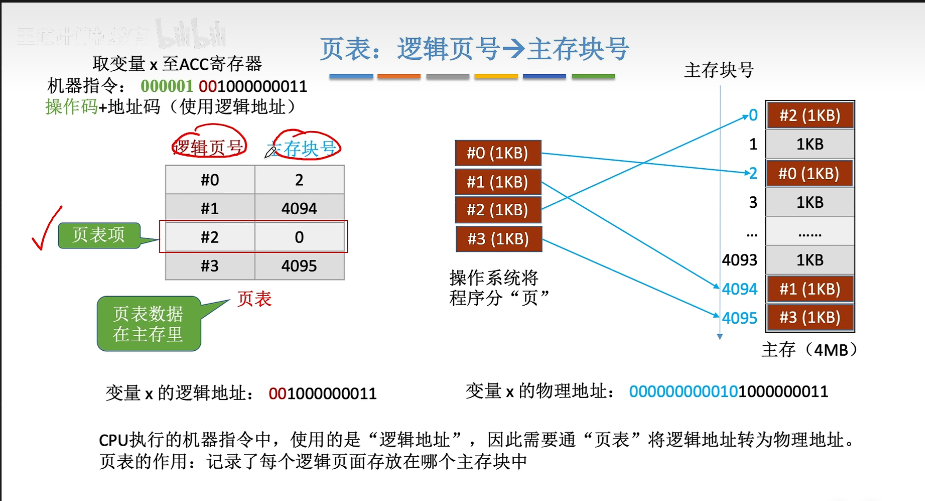 bilibili
页表：逻辑页号→主存块号
取变量 x 至ACC寄存器
机器指令：000001 001000000011
操作码+地址码（使用逻辑地址）
逻辑页号 主存块号
#0 2
#1 4094
#2 0
#3 4095
页表项
页表
页表数据
在主存里
#0 (1KB)
#1 (1KB)
#2 (1KB)
#3 (1KB)
操作系统将
程序分“页”
主存块号
0 #2 (1KB)
1 1KB
2 #0 (1KB)
3 1KB
... ……
4093 1KB
4094 #1 (1KB)
4095 #3 (1KB)
主存（4MB）
变量 x 的逻辑地址：001000000011
变量 x 的物理地址：0000000000101000000011
CPU执行的机器指令中，使用的是“逻辑地址”，因此需要通“页表”将逻辑地址转为物理地址。
页表的作用：记录了每个逻辑页面存放在哪个主存块中